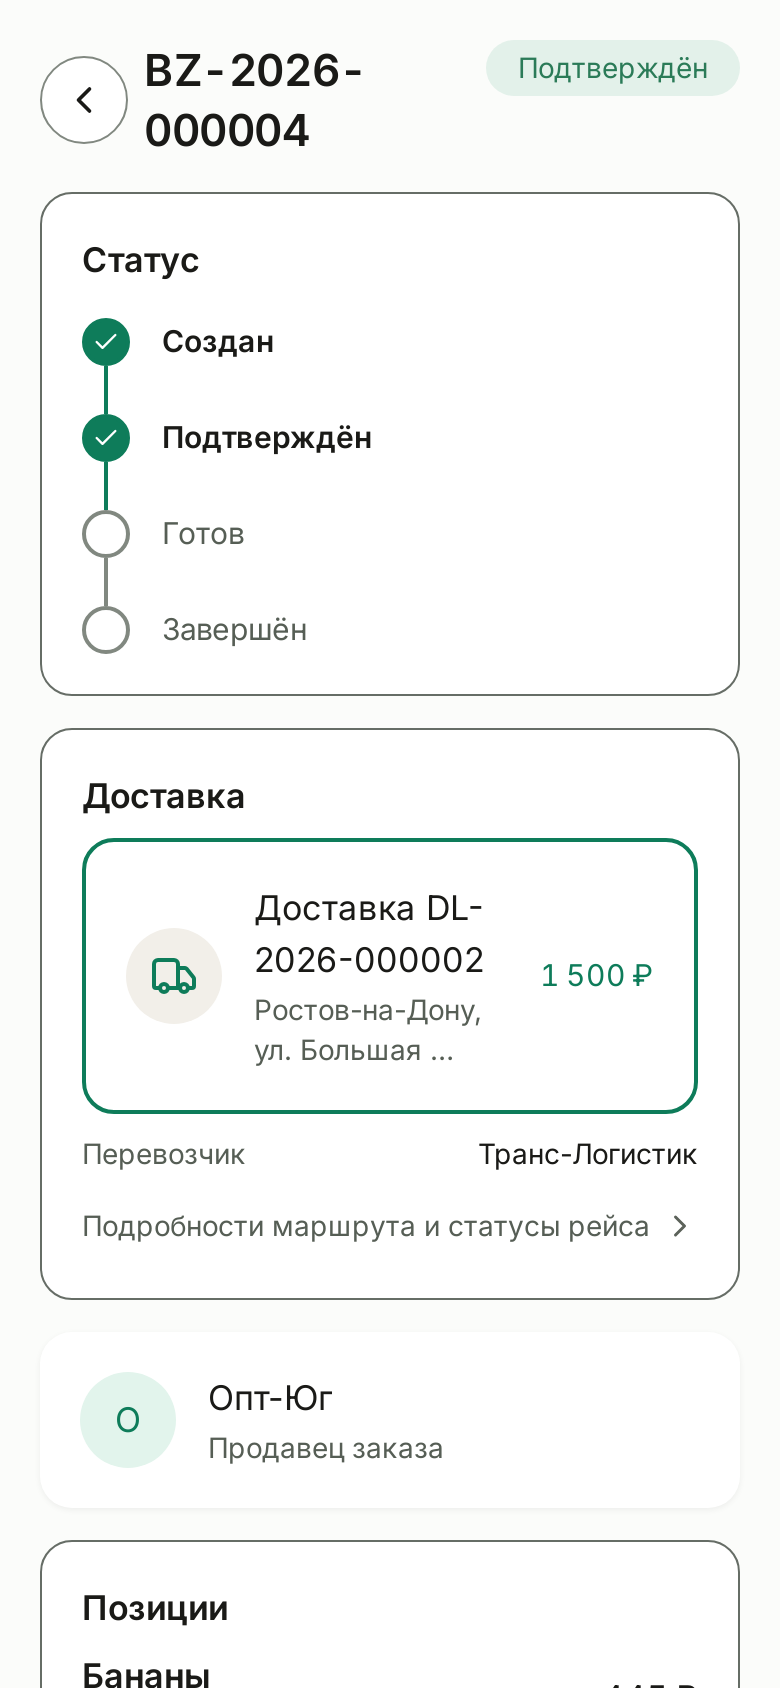 BZ-2026-
000004
Подтверждён
Статус
Создан
Подтверждён
Готов
Завершён
Доставка
Доставка DL-
2026-000002
Ростов-на-Дону,
ул. Большая ...
1 500 ₽
Перевозчик
Транс-Логистик
Подробности маршрута и статусы рейса
О
Опт-Юг
Продавец заказа
Позиции
Бананы